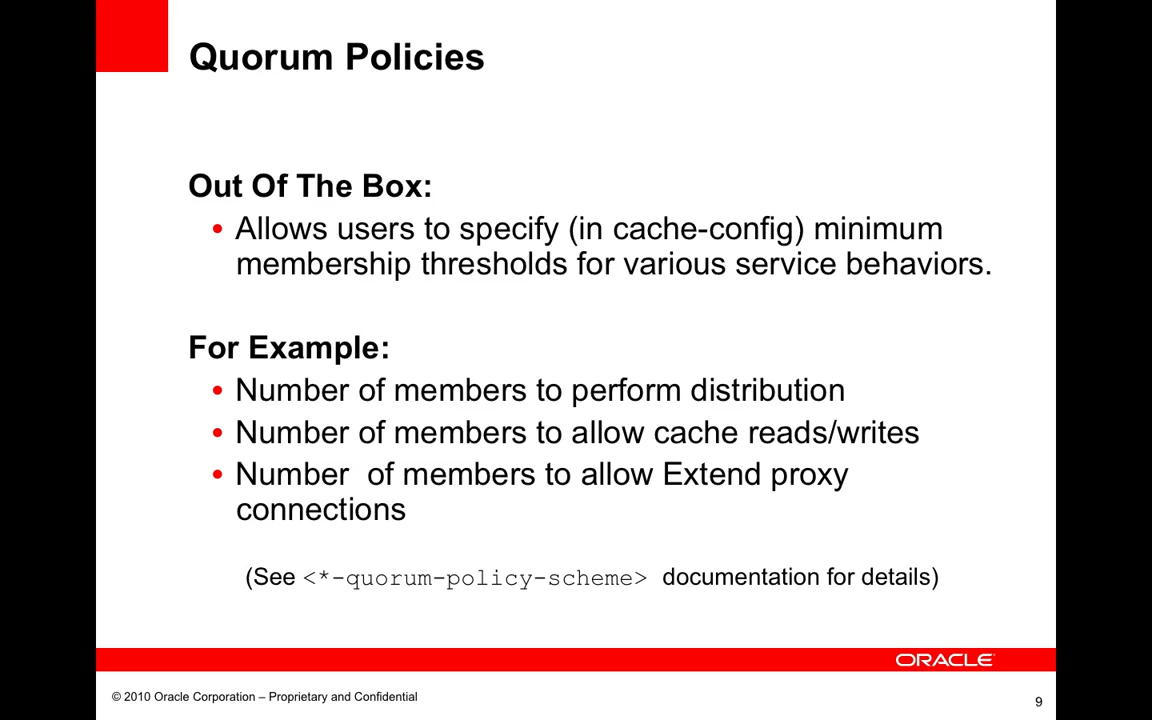 Quorum Policies
Out Of The Box:
• Allows users to specify (in cache-config) minimum
membership thresholds for various service behaviors.
For Example:
• Number of members to perform distribution
• Number of members to allow cache reads/writes
• Number  of members to allow Extend proxy
connections
(See <*-quorum-policy-scheme> documentation for details)
ORACLE
© 2010 Oracle Corporation – Proprietary and Confidential
9